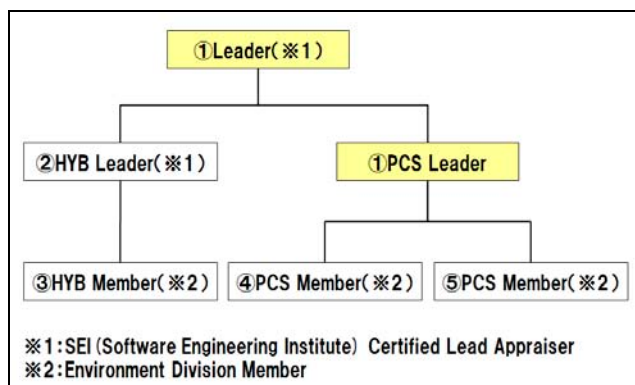 ①Leader(※1)
②HYB Leader(※1)
①PCS Leader
③HYB Member(※2)
④PCS Member(※2)
⑤PCS Member(※2)
※1:SEI(Software Engineering Institute) Certified Lead Appraiser
※2:Environment Division Member